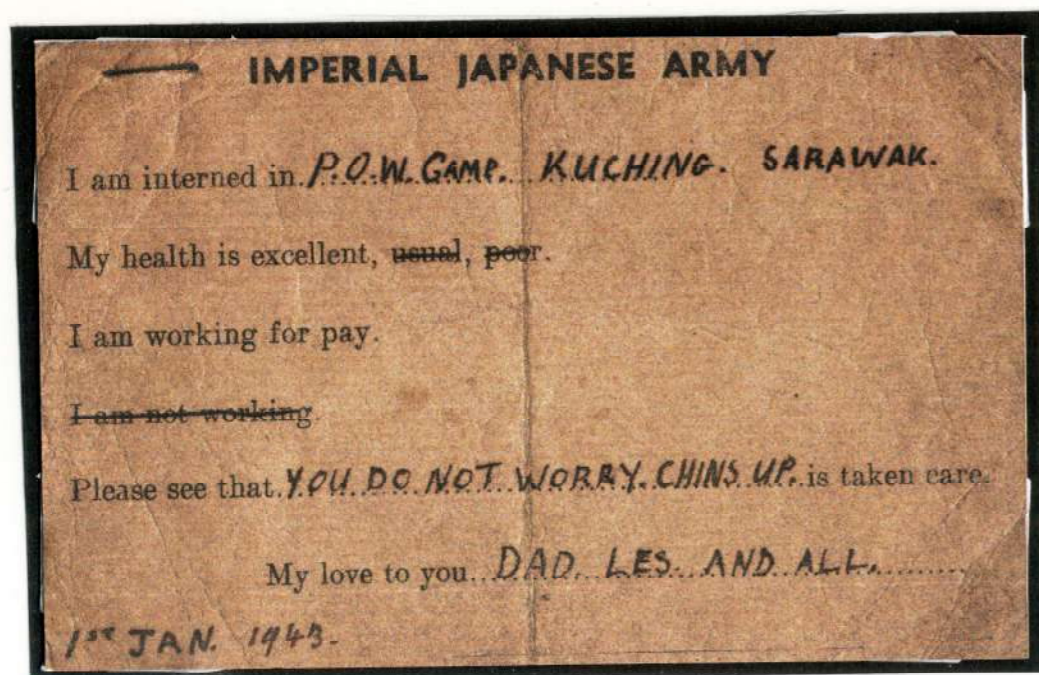 IMPERIAL JAPANESE ARMY
I am interned in P.O.W. CAMP. KUCHING. SARAWAK.
My health is excellent, usual, poor.
I am working for pay.
I am not working
Please see that YOU DO NOT WORRY. CHINS UP. is taken care.
My love to you DAD. LES. AND ALL.
1ST JAN. 1943.